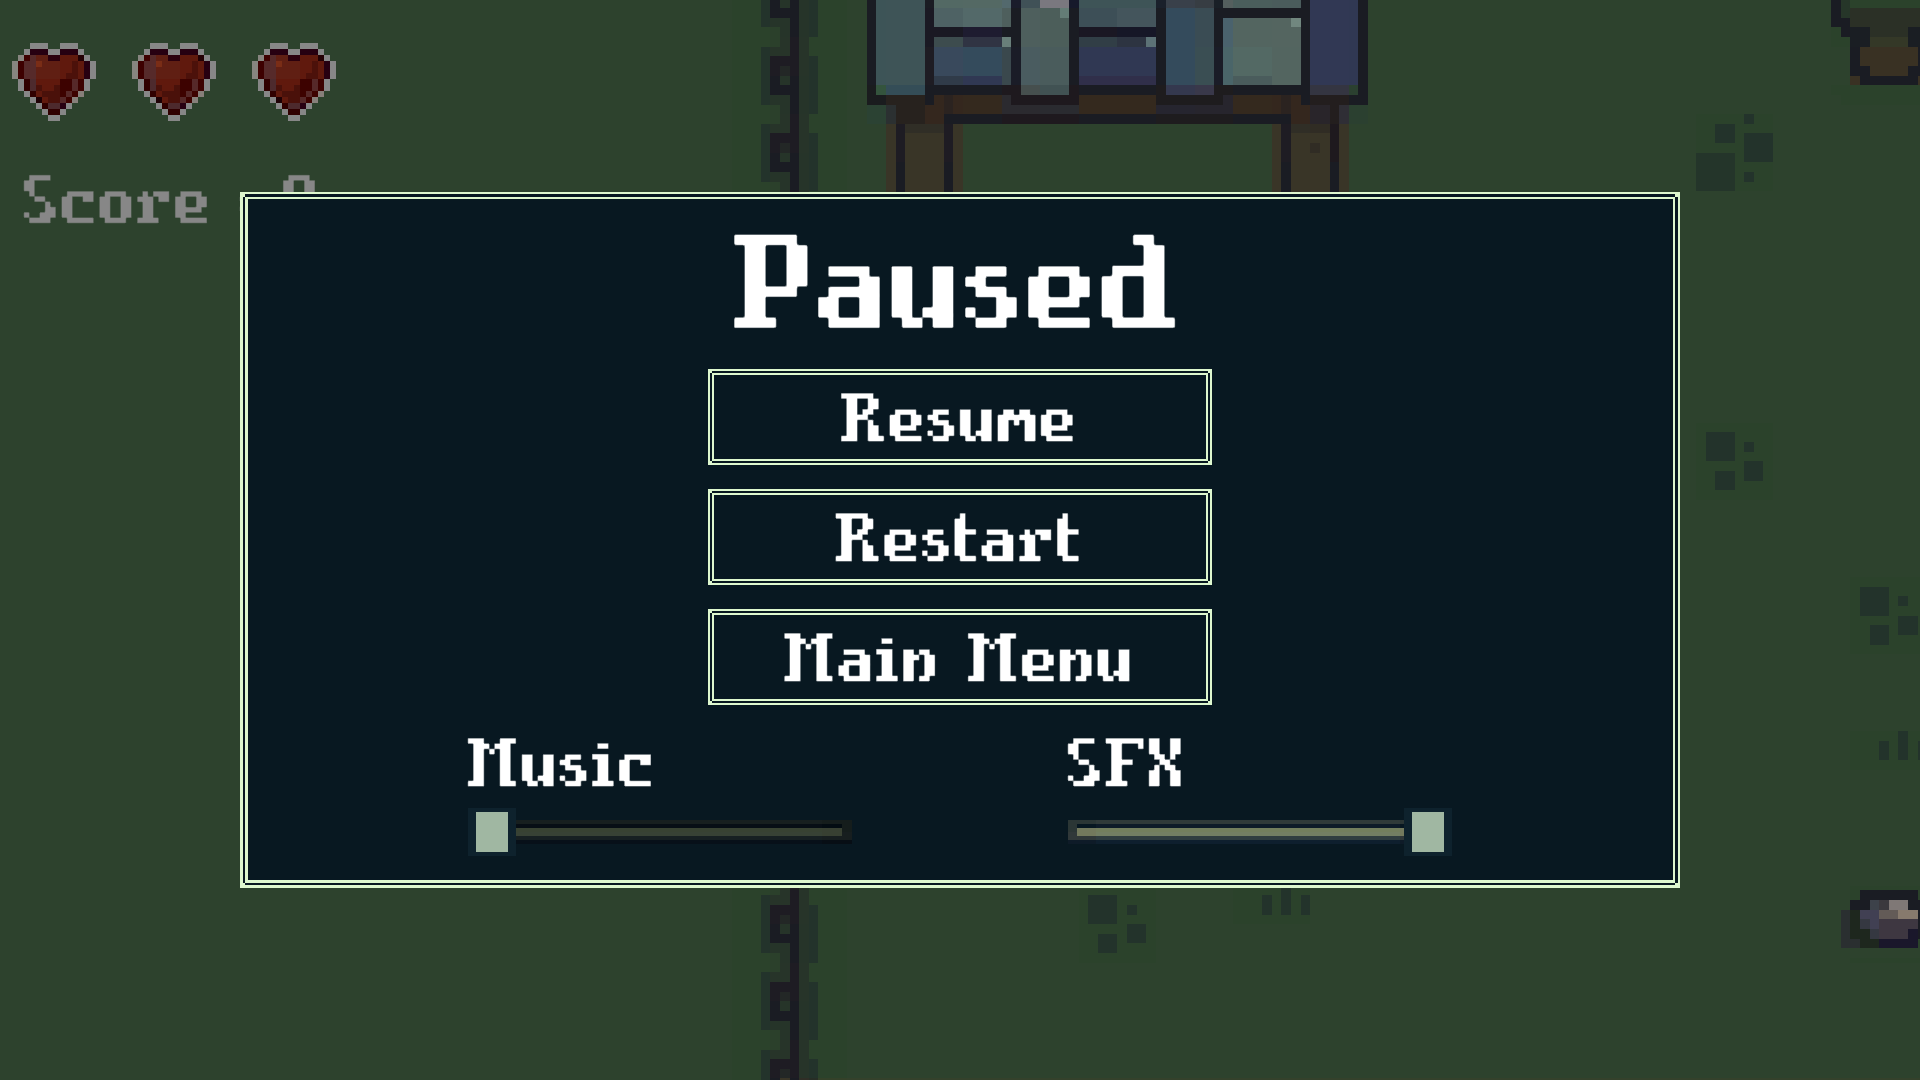 Score
Paused
Resume
Restart
Main Menu
Music SFX